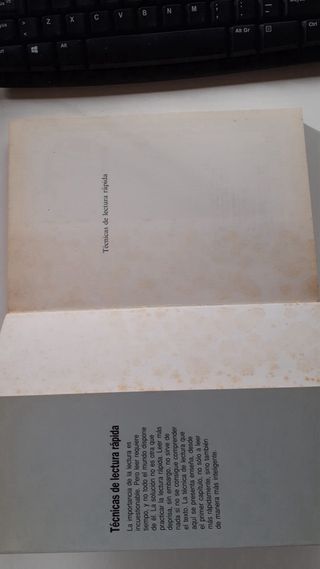 Alt
X
C
V
B
N
M
Alt Gr
Ctrl
Técnicas de lectura rápida
Técnicas de lectura rápida
La importancia de la lectura es
incuestionable. Pero leer requiere
tiempo, y no todo el mundo dispone
de él. La solución no es otra que
practicar la lectura rápida. Leer más
deprisa, sin embargo, no sirve de
nada si no se consigue comprender
el texto. La técnica de lectura que
aquí se presenta enseña, desde
el primer capítulo, no sólo a leer
más rápidamente, sino también
de manera más inteligente.